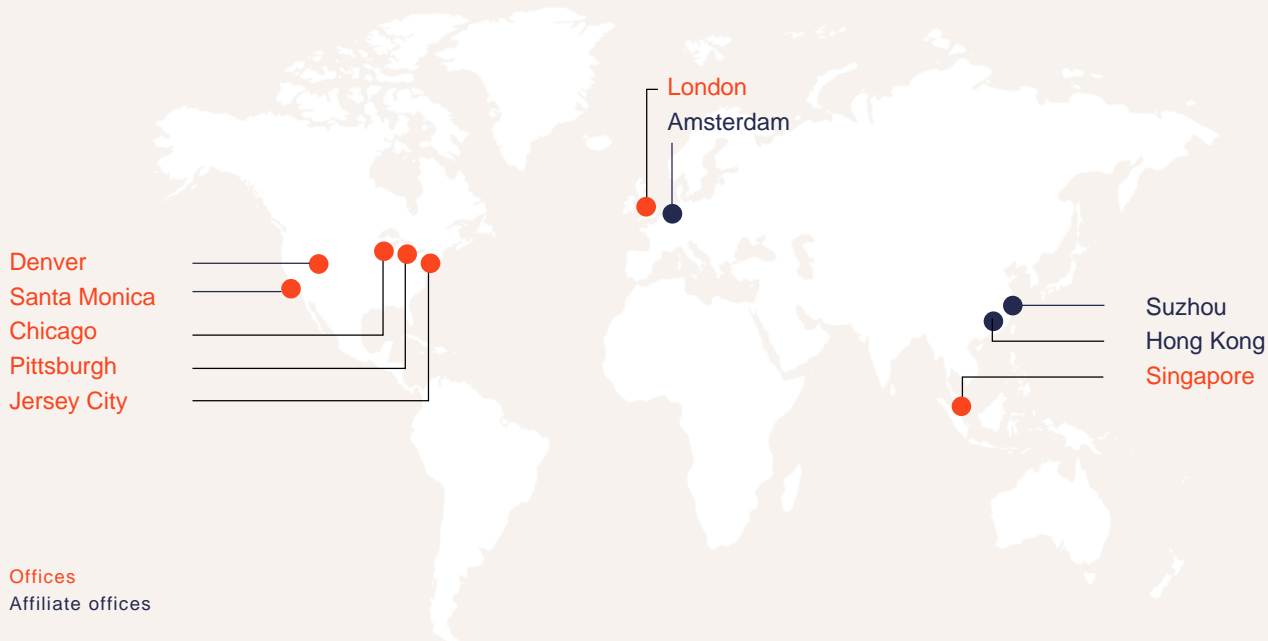 London
Amsterdam
Denver
Santa Monica
Chicago
Pittsburgh
Jersey City
Suzhou
Hong Kong
Singapore
Offices
Affiliate offices